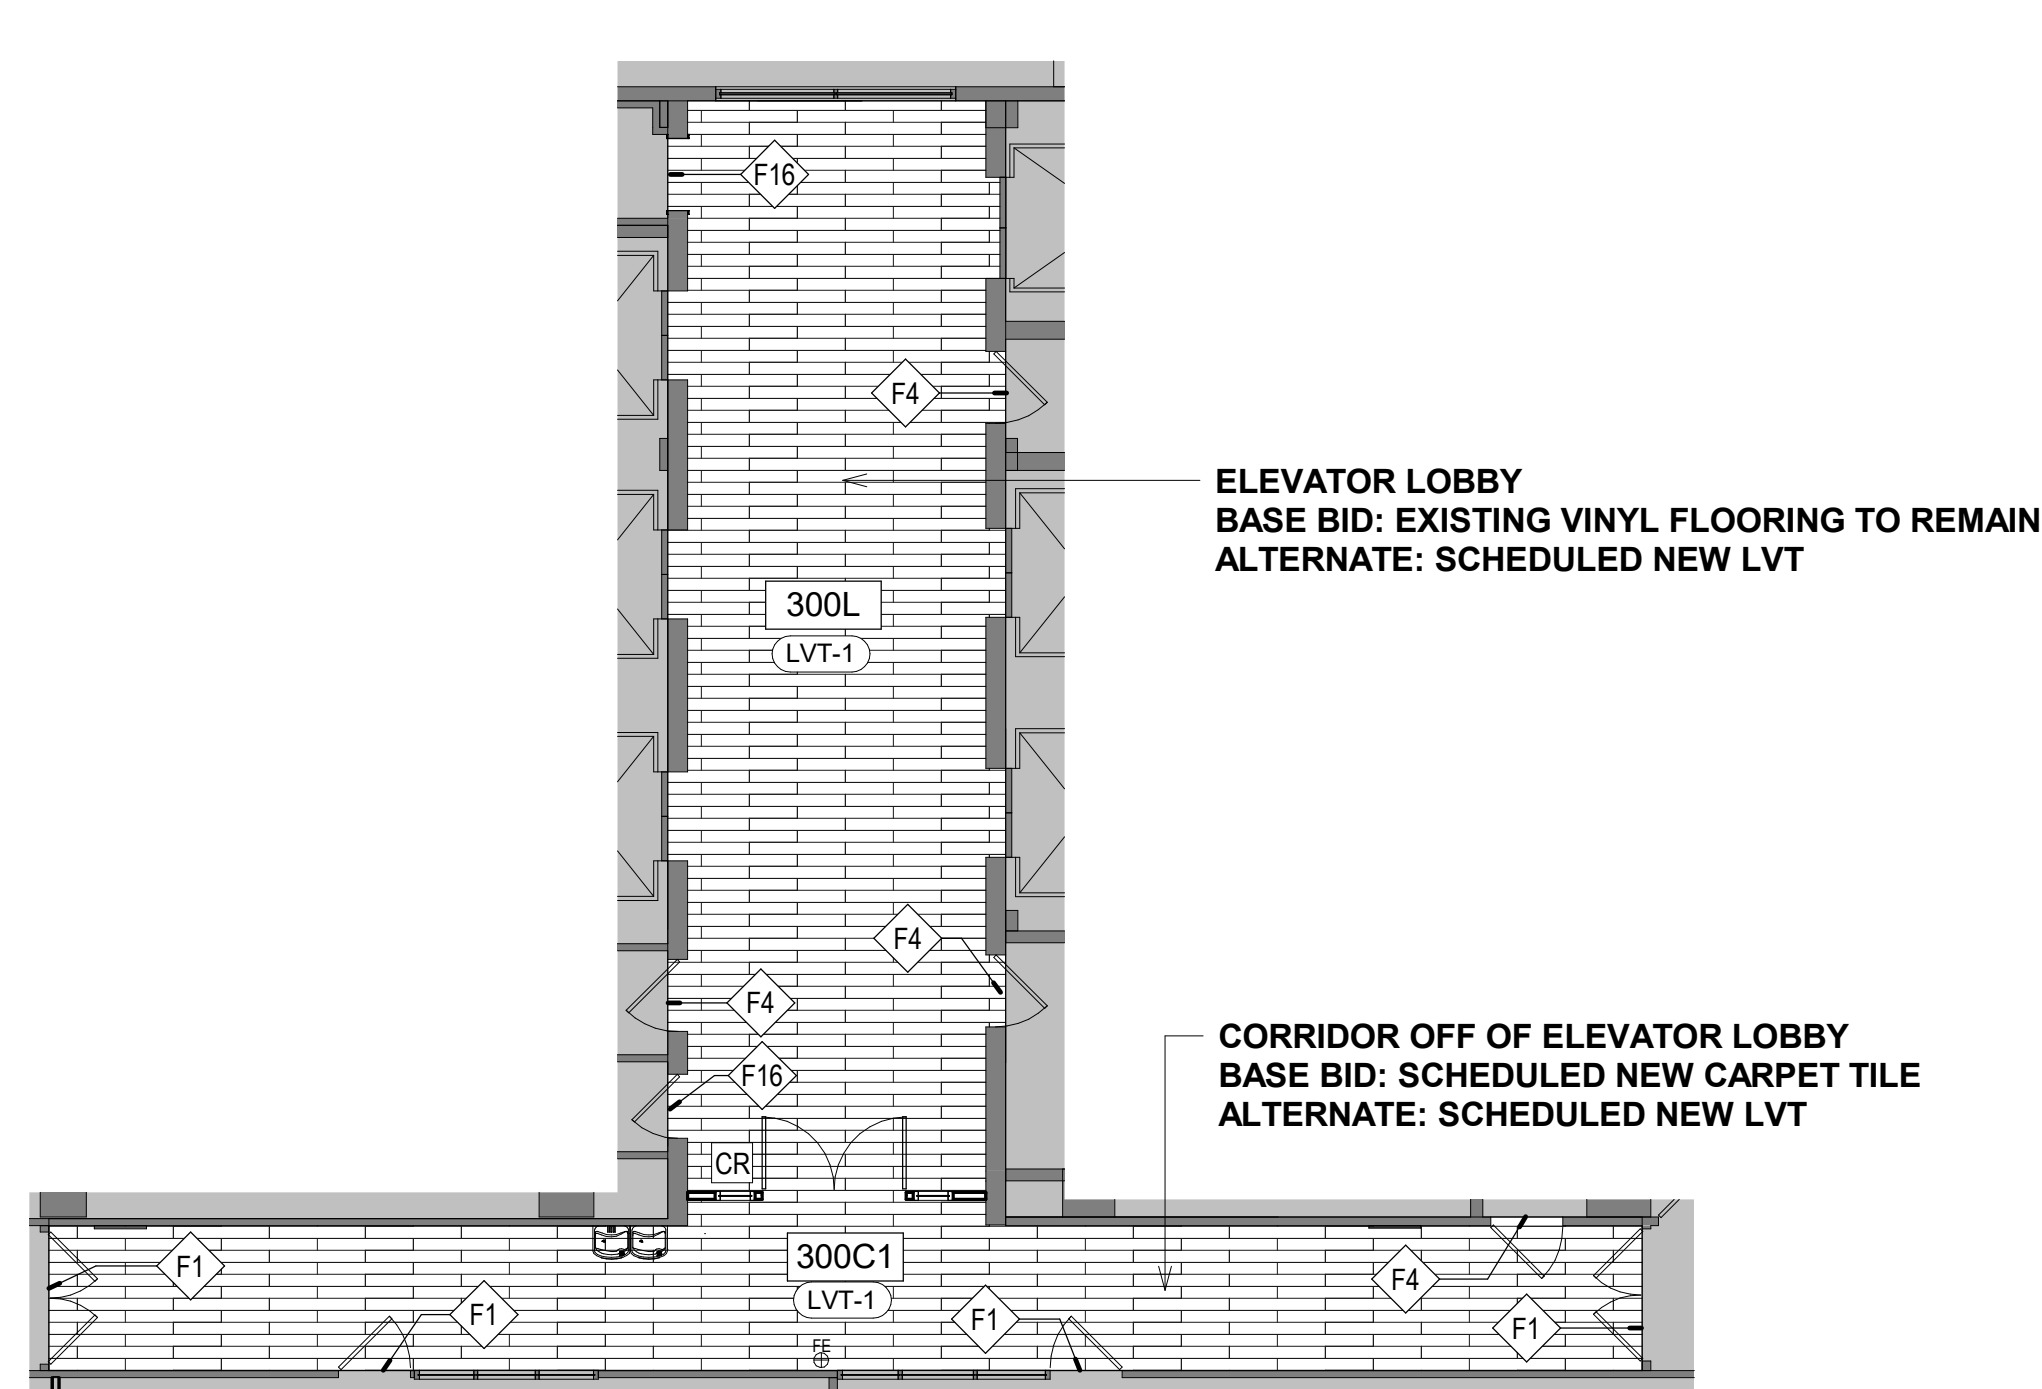 F16
F4
ELEVATOR LOBBY
BASE BID: EXISTING VINYL FLOORING TO REMAIN
ALTERNATE: SCHEDULED NEW LVT
300L
LVT-1
F4
F4
F16
CORRIDOR OFF OF ELEVATOR LOBBY
BASE BID: SCHEDULED NEW CARPET TILE
ALTERNATE: SCHEDULED NEW LVT
CR
300C1
LVT-1
F1
F1
F1
F4
F1
FE